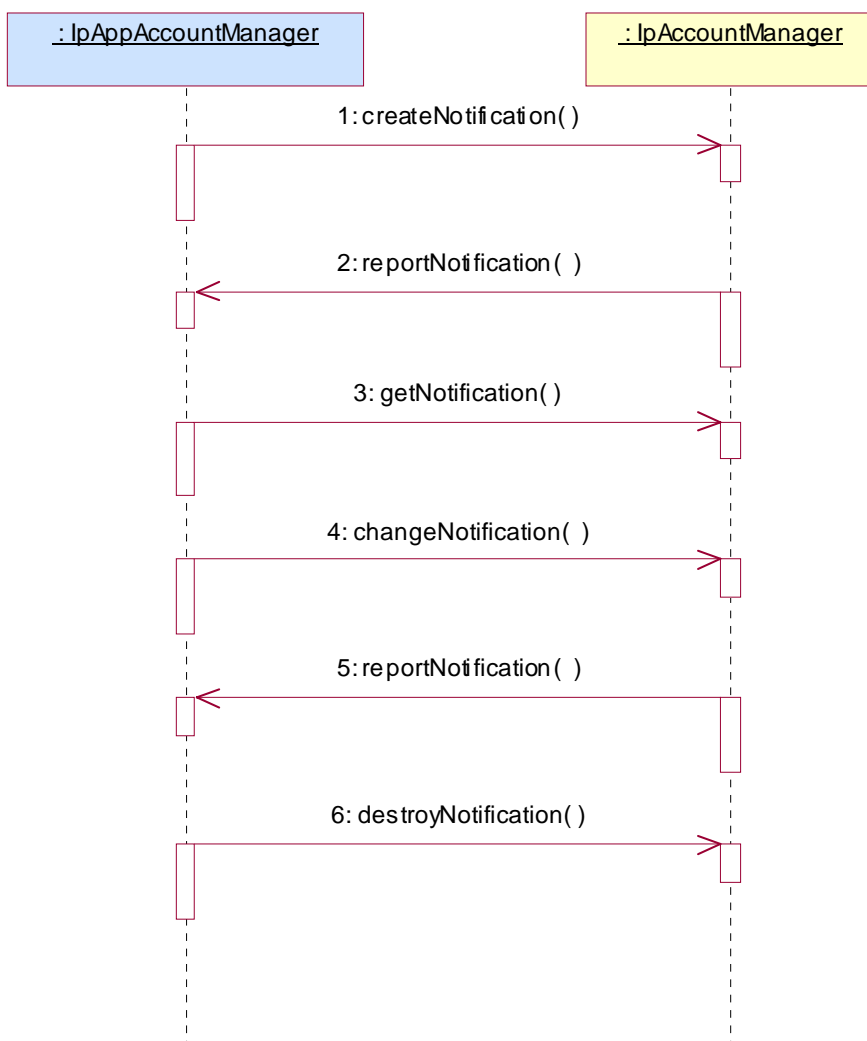 : IpAppAccountManager
: IpAccountManager
1: createNotification( )
2: reportNotification( )
3: getNotification( )
4: changeNotification( )
5: reportNotification( )
6: destroyNotification( )